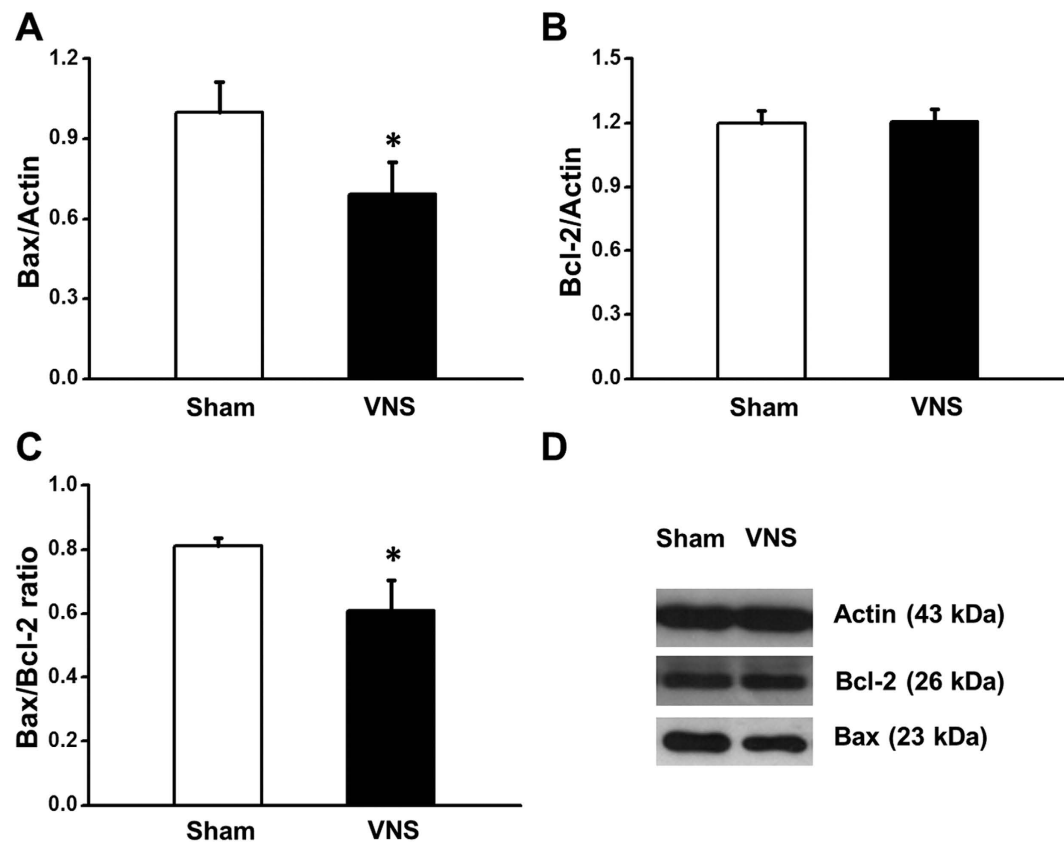 A
1.2
0.9
0.6
0.3
0.0
Bax/Actin
*
Sham VNS
B
1.5
1.2
0.9
0.6
0.3
0.0
Bcl-2/Actin
Sham VNS
C
1.0
0.8
0.6
0.4
0.2
0.0
Bax/Bcl-2 ratio
*
Sham VNS
D
Sham VNS
Actin (43 kDa)
Bcl-2 (26 kDa)
Bax (23 kDa)